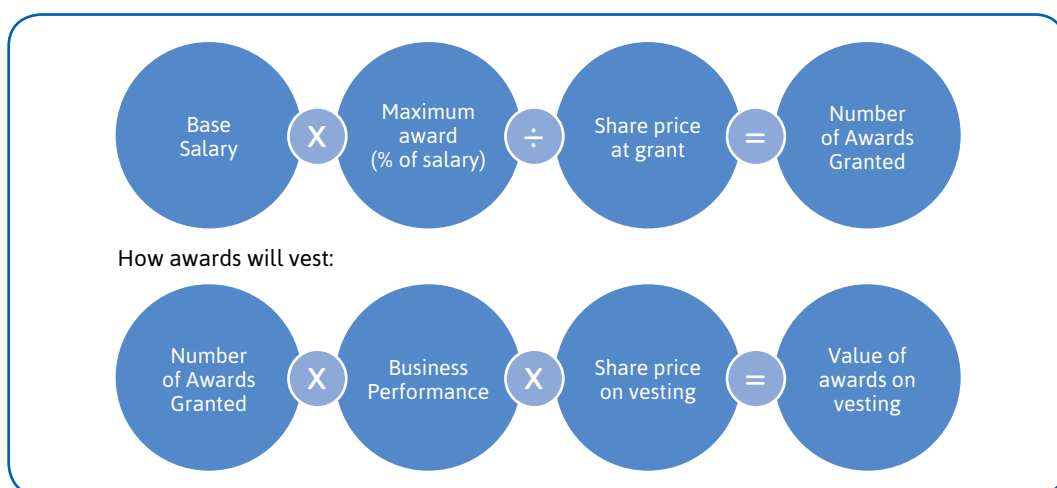 Base
Salary
X
Maximum
award
(% of salary)
÷
Share price
at grant
=
Number
of Awards
Granted
How awards will vest:
Number
of Awards
Granted
X
Business
Performance
X
Share price
on vesting
=
Value of
awards on
vesting